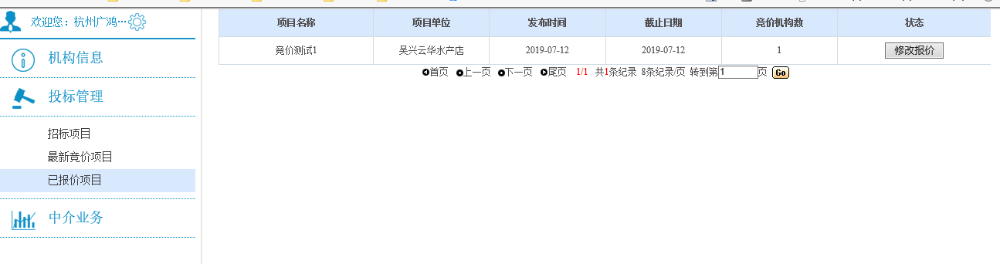 欢迎您：杭州广鸿…
机构信息
投标管理
招标项目
最新竞价项目
已报价项目
中介业务
项目名称 项目单位 发布时间 截止日期 竞价机构数 状态
竞价测试1 吴兴云华水产店 2019-07-12 2019-07-12 1 修改报价
首页 上一页 下一页 尾页 1/1 共1条纪录 8条纪录/页 转到第1页 Go